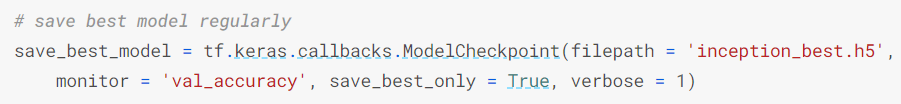 # save best model regularly
save_best_model = tf.keras.callbacks.ModelCheckpoint(filepath = 'inception_best.h5',
    monitor = 'val_accuracy', save_best_only = True, verbose = 1)